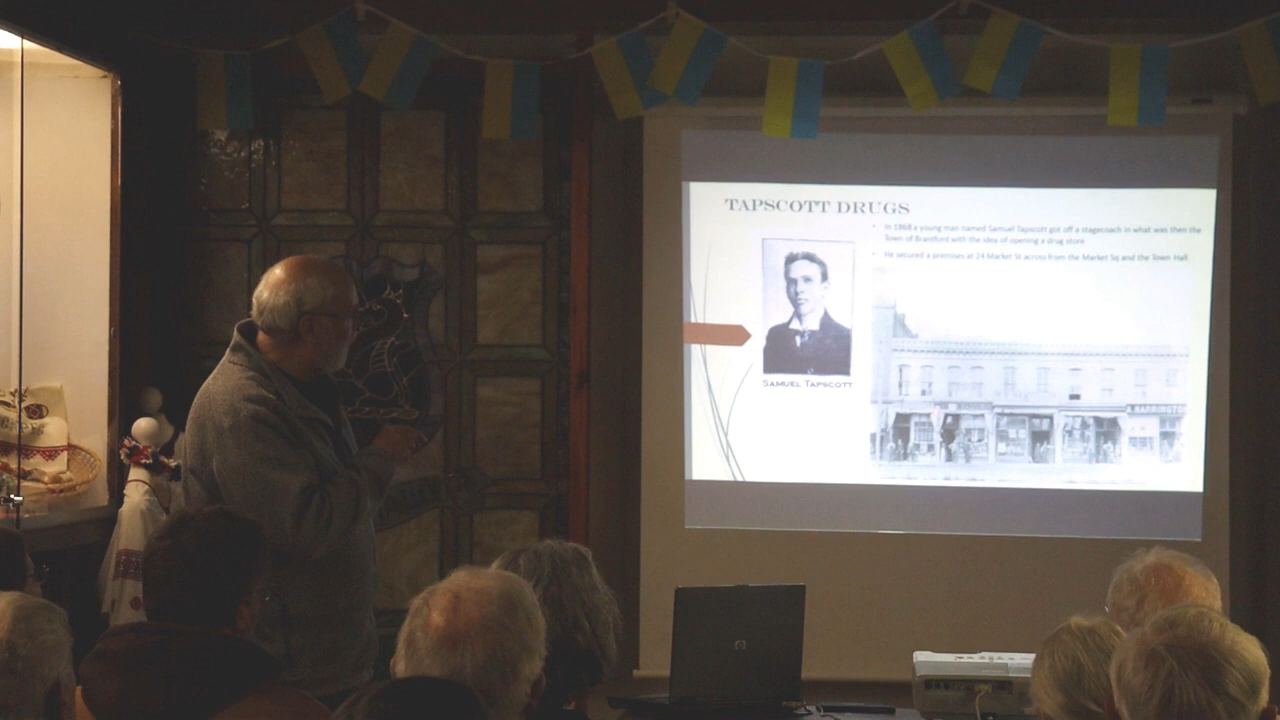 TAPSCOTT DRUGS
In 1868 a young man named Samuel Tapscott got off a stagecoach in what was then the
Town of Brantford with the idea of opening a drug store
He secured a premises at 24 Market St across from the Market Sq and the Town Hall
SAMUEL TAPSCOTT
hp